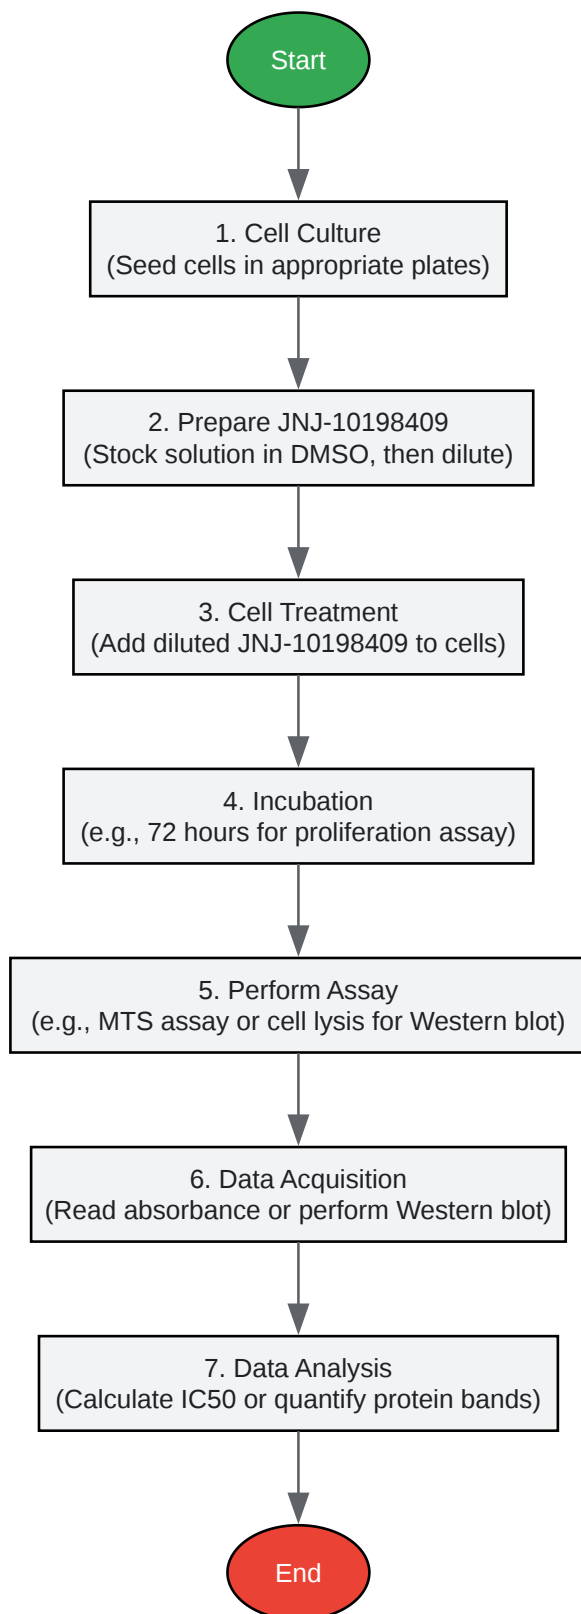 Start
1. Cell Culture
(Seed cells in appropriate plates)
2. Prepare JNJ-10198409
(Stock solution in DMSO, then dilute)
3. Cell Treatment
(Add diluted JNJ-10198409 to cells)
4. Incubation
(e.g., 72 hours for proliferation assay)
5. Perform Assay
(e.g., MTS assay or cell lysis for Western blot)
6. Data Acquisition
(Read absorbance or perform Western blot)
7. Data Analysis
(Calculate IC50 or quantify protein bands)
End